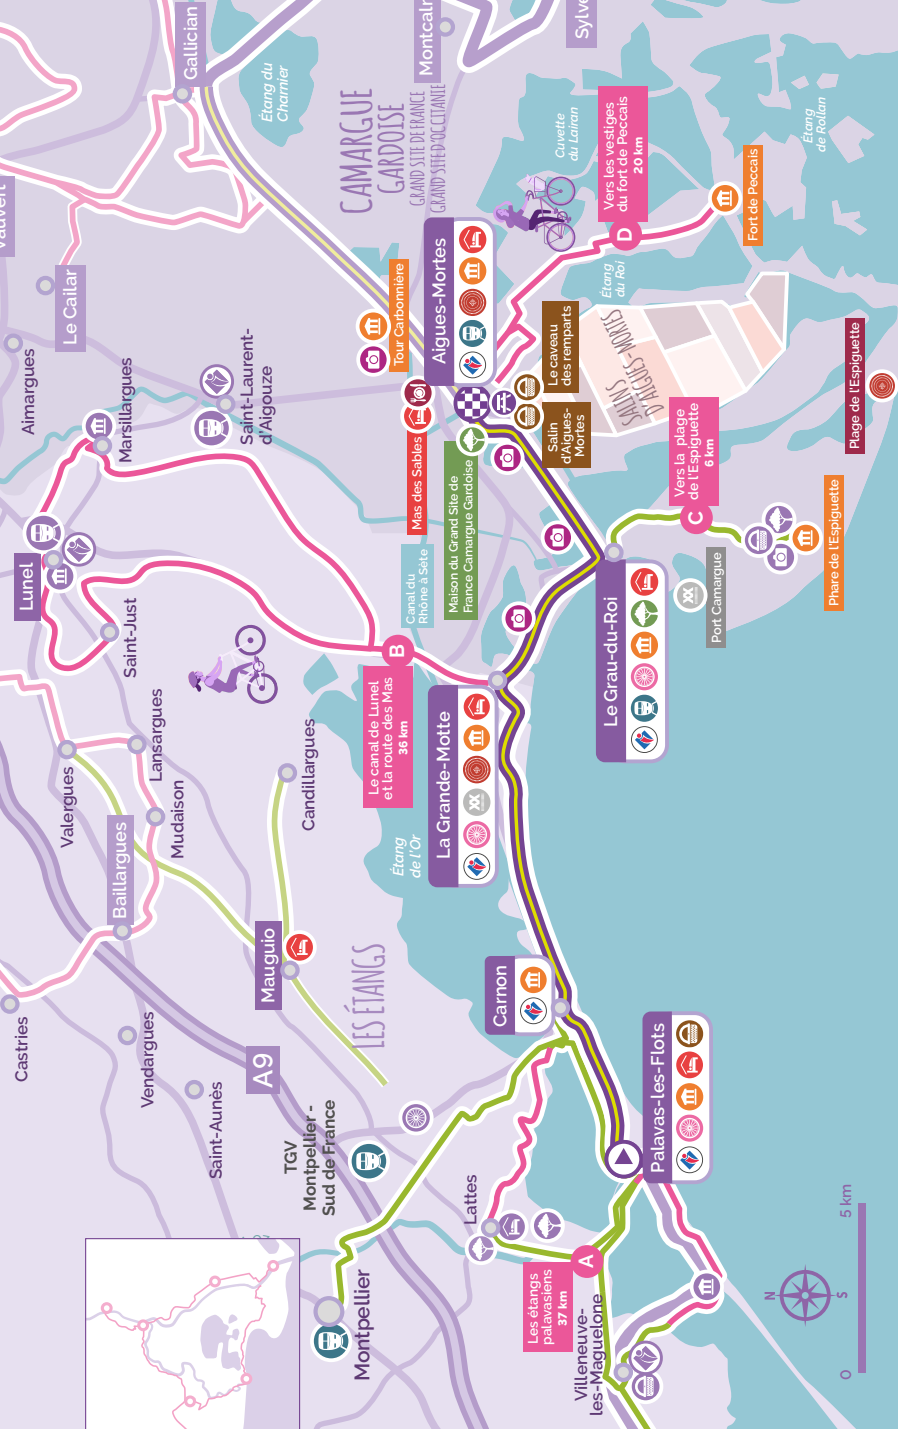 Gallician
Étang du
Charnier
Montcalm
Sylve
CAMARGUE
GARDOISE
GRAND SITE DE FRANCE
GRAND SITE D'OCCITANIE
Cuvette
du Lairan
Étang
de Rollan
Vers les vestiges
du fort de Peccais
20 km
D
Fort de Peccais
Étang
du Roi
Vauvert
Le Cailar
Aimargues
Marsillargues
Saint-Laurent-
d'Aigouze
Tour Carbonnière
Aigues-Mortes
Le caveau
des remparts
Salin
d'Aigues-
Mortes
SALINS
D'AIGUES-MORTES
Plage de l'Espiguette
Mas des Sables
Maison du Grand Site de
France Camargue Gardoise
Canal du
Rhône à Sète
Vers la plage
de l'Espiguette
6 km
C
Phare de l'Espiguette
Port Camargue
Le Grau-du-Roi
Lunel
Saint-Just
B
Le canal de Lunel
et la route des Mas
36 km
La Grande-Motte
Étang
de l'Or
Lansargues
Valergues
Mudaison
Candillargues
Baillargues
Mauguio
LES ÉTANGS
Carnon
Castries
Vendargues
Saint-Aunès
A9
TGV
Montpellier -
Sud de France
Palavas-les-Flots
Lattes
A
Les étangs
palavasiens
37 km
Montpellier
Villeneuve-
les-Maguelone
N
S
0
5 km